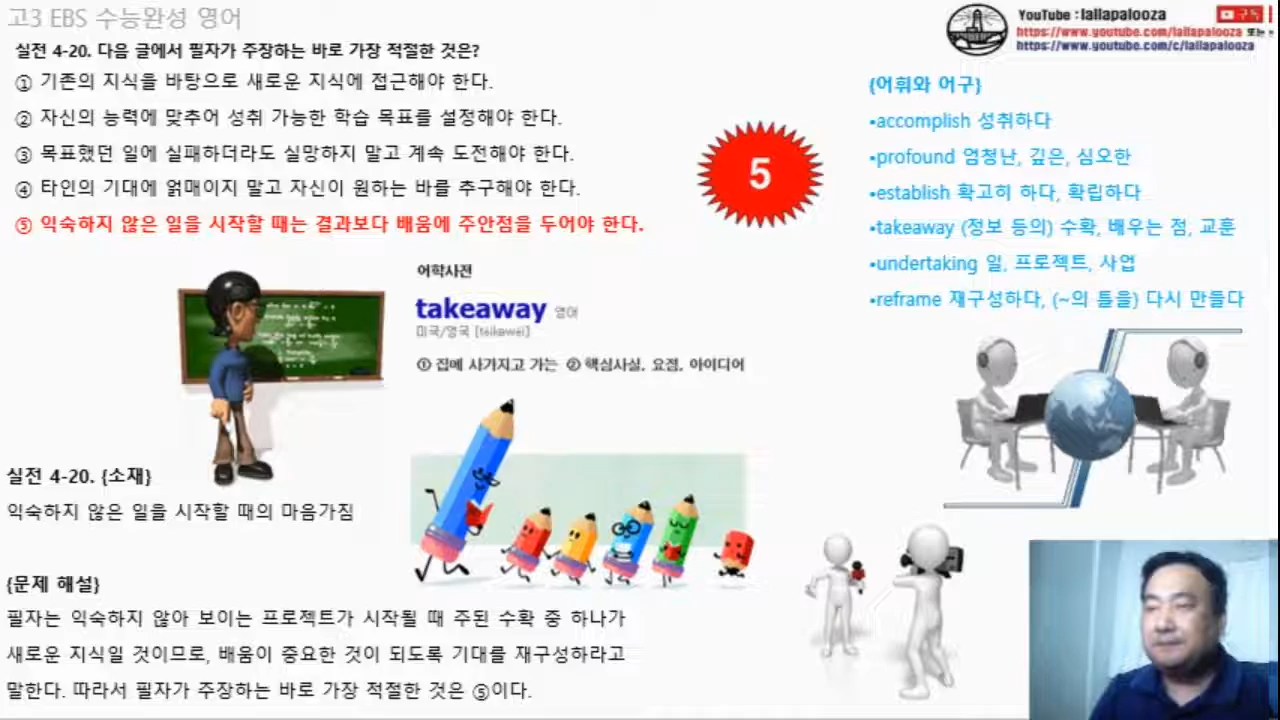 고3 EBS 수능완성 영어
YouTube : lallapalooza
구독
https://www.youtube.com/lallapalooza 또는
https://www.youtube.com/c/lallapalooza
실전 4-20. 다음 글에서 필자가 주장하는 바로 가장 적절한 것은?
① 기존의 지식을 바탕으로 새로운 지식에 접근해야 한다.
② 자신의 능력에 맞추어 성취 가능한 학습 목표를 설정해야 한다.
③ 목표했던 일에 실패하더라도 실망하지 말고 계속 도전해야 한다.
④ 타인의 기대에 얽매이지 말고 자신이 원하는 바를 추구해야 한다.
⑤ 익숙하지 않은 일을 시작할 때는 결과보다 배움에 주안점을 두어야 한다.
5
{어휘와 어구}
•accomplish 성취하다
•profound 엄청난, 깊은, 심오한
•establish 확고히 하다, 확립하다
•takeaway (정보 등의) 수확, 배우는 점, 교훈
•undertaking 일, 프로젝트, 사업
•reframe 재구성하다, (~의 틀을) 다시 만들다
어학사전
takeaway 영어
미국/영국 [téikəwèi]
① 집에 사가지고 가는 ② 핵심사실, 요점, 아이디어
실전 4-20. {소재}
익숙하지 않은 일을 시작할 때의 마음가짐
{문제 해설}
필자는 익숙하지 않아 보이는 프로젝트가 시작될 때 주된 수확 중 하나가
새로운 지식일 것이므로, 배움이 중요한 것이 되도록 기대를 재구성하라고
말한다. 따라서 필자가 주장하는 바로 가장 적절한 것은 ⑤이다.